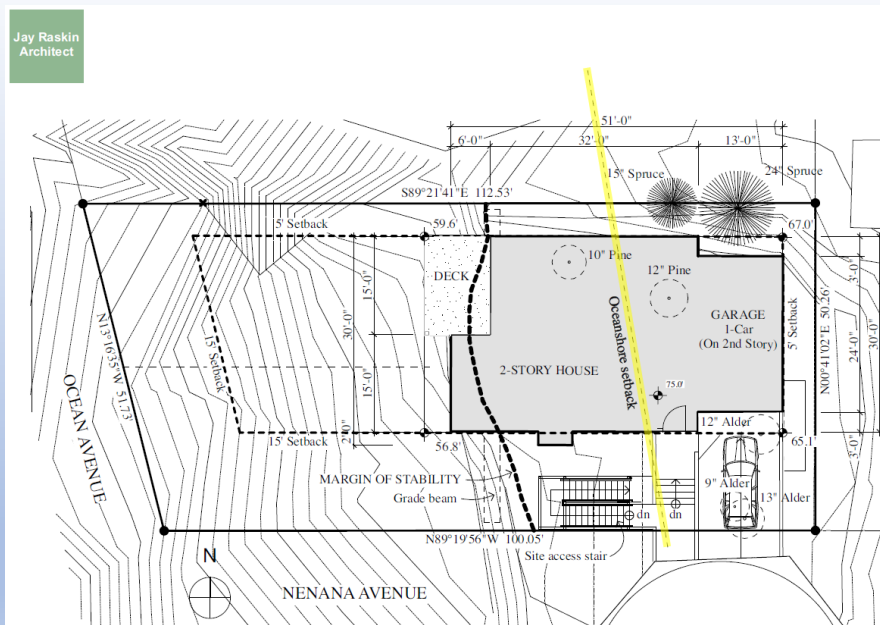 Jay Raskin
Architect
51'-0"
6'-0"
32'-0"
13'-0"
15" Spruce
24" Spruce
S89°21'41"E 112.53'
5' Setback
59.6'
67.0'
10" Pine
DECK
12" Pine
15'-0"
3'-0"
N13°16'35"W 51.73'
15' Setback
30'-0"
Oceanshore setback
GARAGE
1-Car
(On 2nd Story)
5' Setback
N00°41'02"E 50.26'
24'-0"
30'-0"
2-STORY HOUSE
15'-0"
75.0'
OCEAN AVENUE
12" Alder
15' Setback
2'-0"
56.8'
65.1'
3'-0"
MARGIN OF STABILITY
Grade beam
9" Alder
13" Alder
dn
dn
N89°19'56"W 100.05'
Site access stair
N
NENANA AVENUE